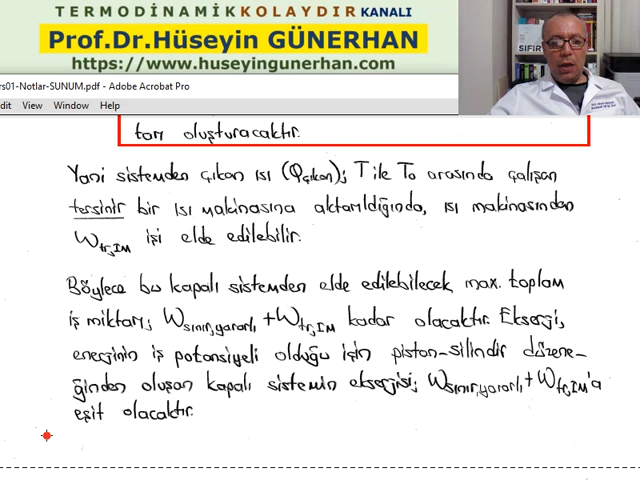 TERMODİNAMİKKOLAYDIR KANALI
Prof.Dr.Hüseyin GÜNERHAN
https://www.huseyingunerhan.com
rs01-Notlar-SUNUM.pdf - Adobe Acrobat Pro
dit View Window Help
SIFIR
tam oluşturacaktır.
Yani sistemden çıkan ısı (Qçıkan); T ile T0 arasında çalışan
tersinir bir ısı makinasına aktarıldığında, ısı makinasından
Wtr,IM işi elde edilebilir.
Böylece bu kapalı sistemden elde edilebilecek max. toplam
iş miktarı; Wsınır,yararlı + Wtr,IM kadar olacaktır. Ekserji,
enerjinin iş potansiyeli olduğu için piston-silindir düzene-
ğinden oluşan kapalı sistemin ekserjisi; Wsınır,yararlı + Wtr,IM'a
eşit olacaktır.